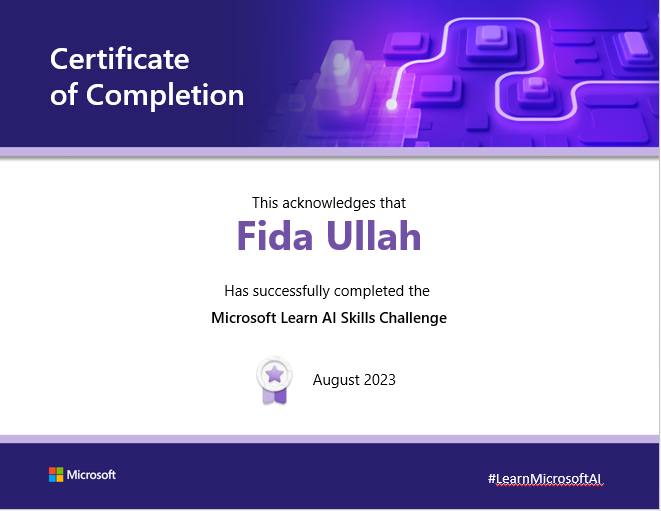 Certificate
of Completion
This acknowledges that
Fida Ullah
Has successfully completed the
Microsoft Learn AI Skills Challenge
August 2023
Microsoft
#LearnMicrosoftAI